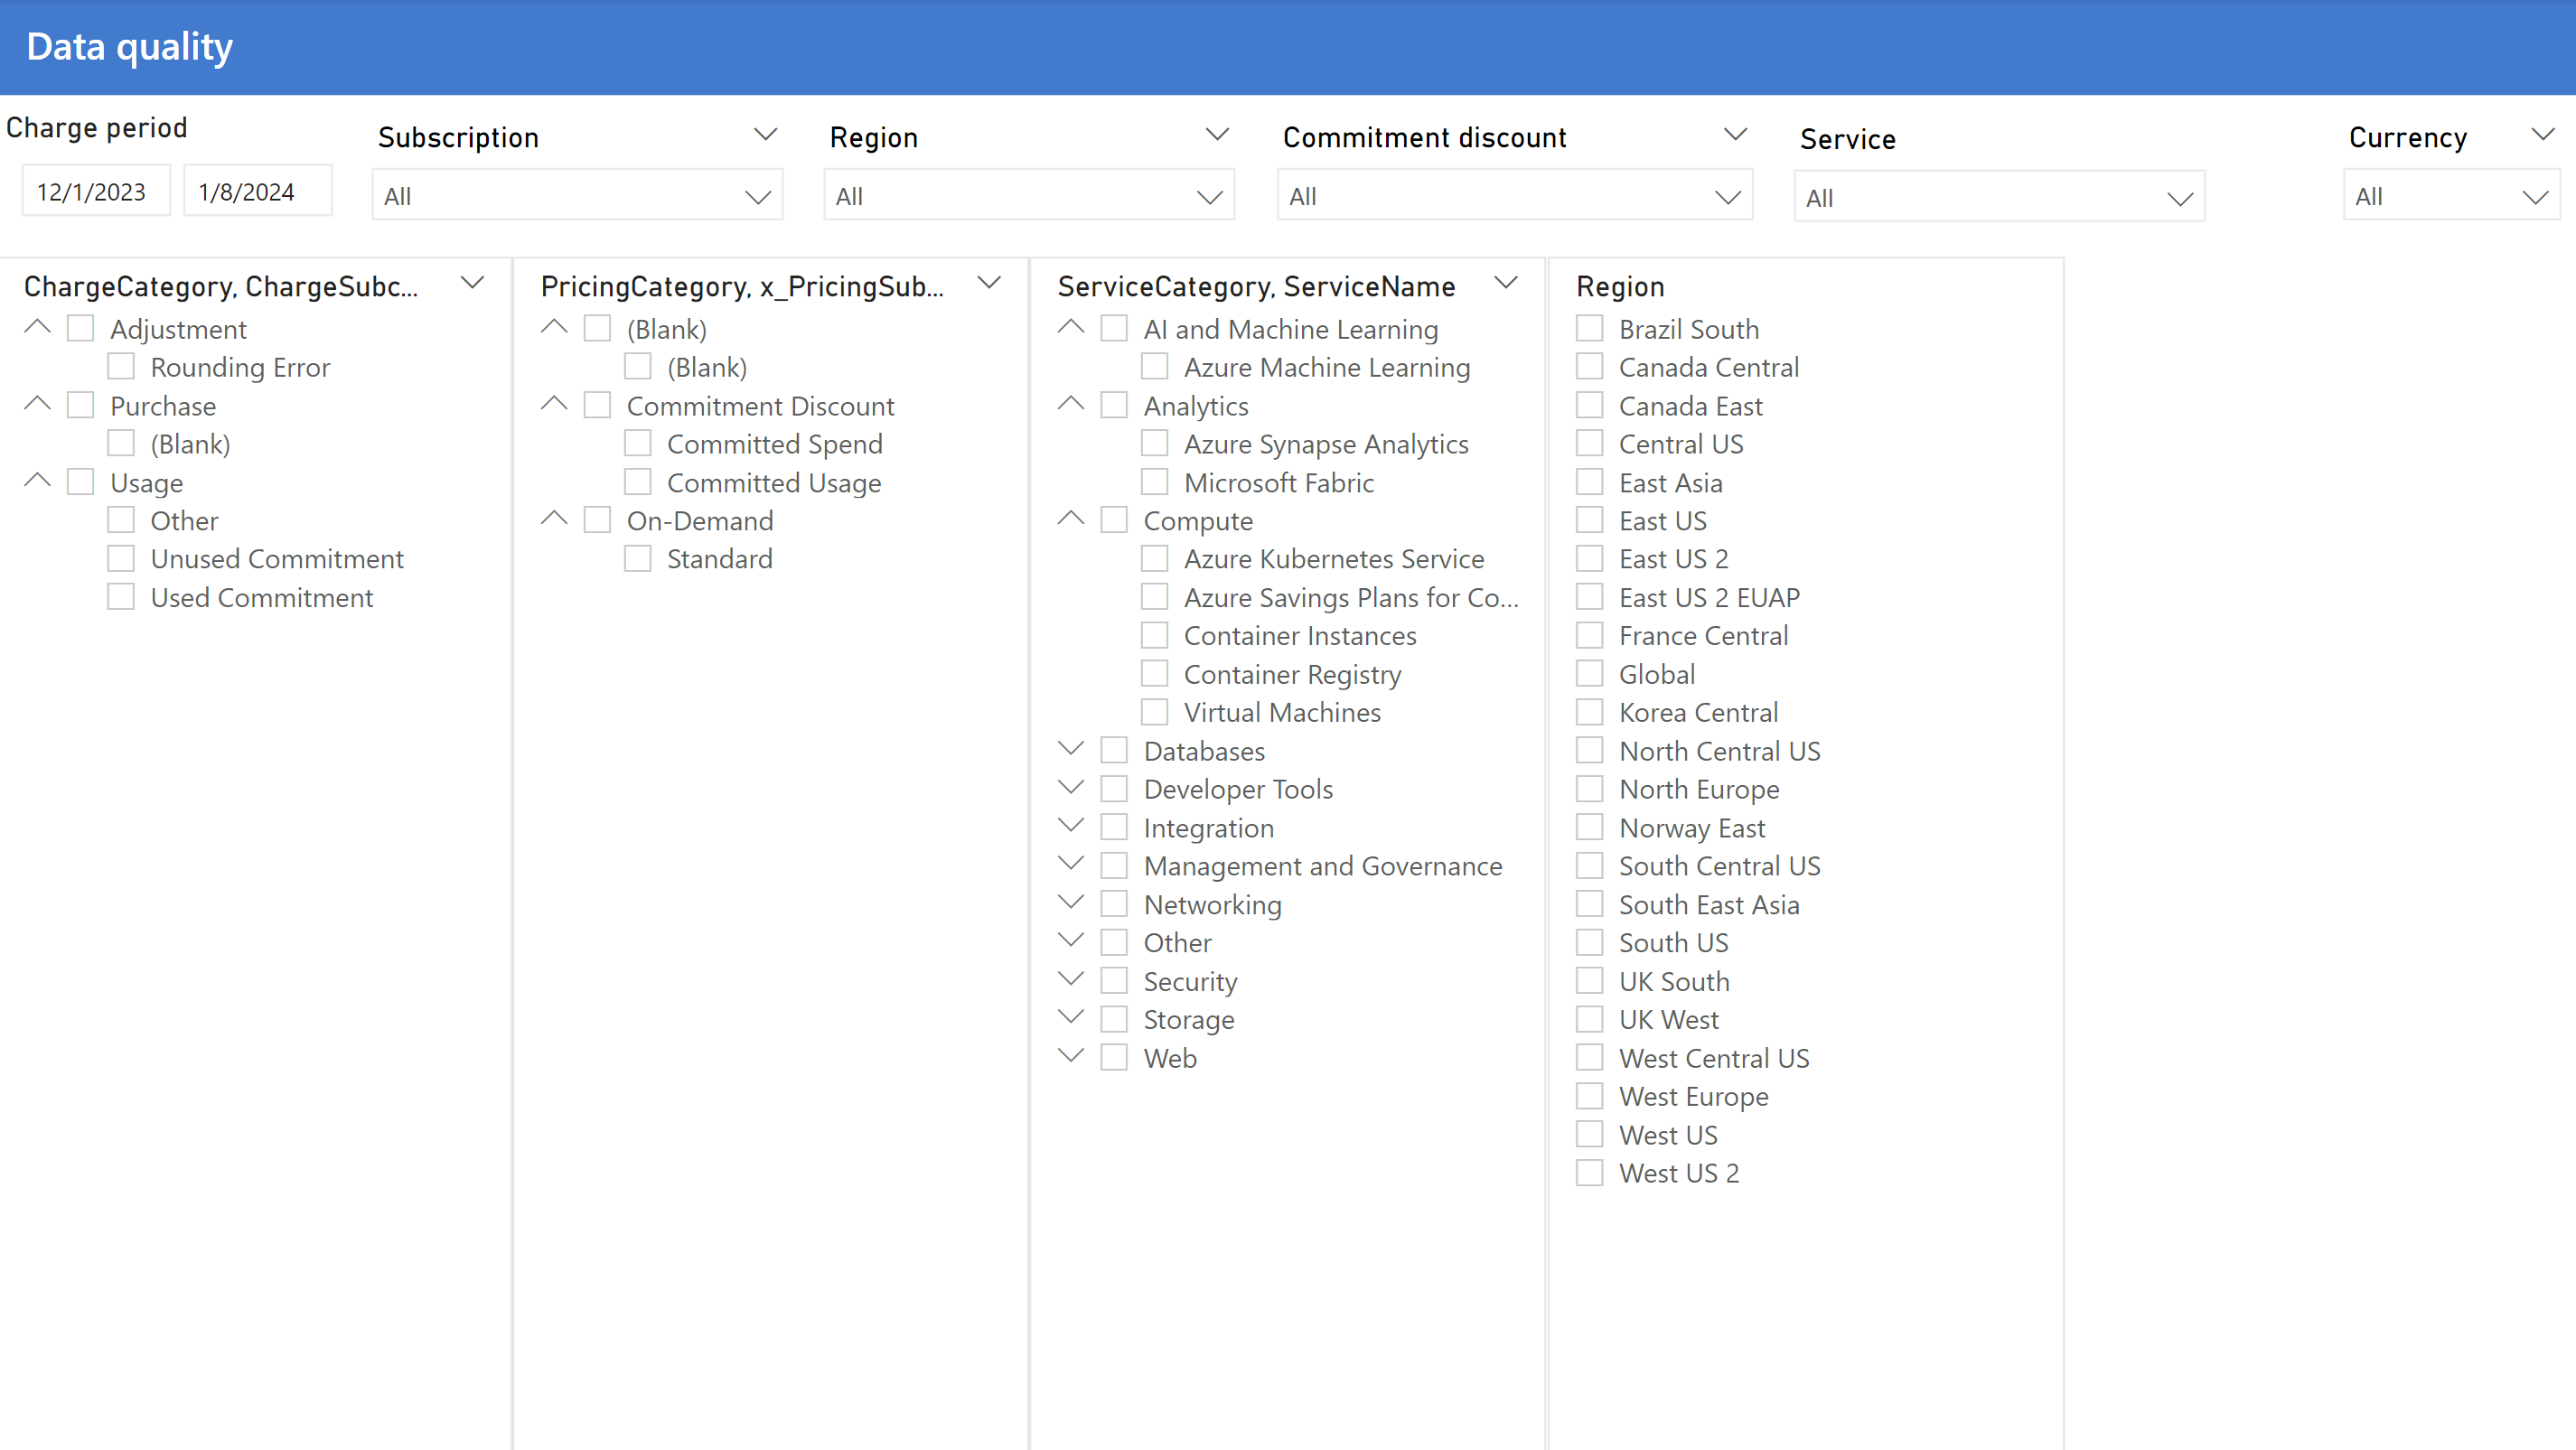 Data quality
Charge period
12/1/2023
1/8/2024
Subscription
All
Region
All
Commitment discount
All
Service
All
Currency
All
ChargeCategory, ChargeSubc...
Adjustment
Rounding Error
Purchase
(Blank)
Usage
Other
Unused Commitment
Used Commitment
PricingCategory, x_PricingSub...
(Blank)
(Blank)
Commitment Discount
Committed Spend
Committed Usage
On-Demand
Standard
ServiceCategory, ServiceName
AI and Machine Learning
Azure Machine Learning
Analytics
Azure Synapse Analytics
Microsoft Fabric
Compute
Azure Kubernetes Service
Azure Savings Plans for Co...
Container Instances
Container Registry
Virtual Machines
Databases
Developer Tools
Integration
Management and Governance
Networking
Other
Security
Storage
Web
Region
Brazil South
Canada Central
Canada East
Central US
East Asia
East US
East US 2
East US 2 EUAP
France Central
Global
Korea Central
North Central US
North Europe
Norway East
South Central US
South East Asia
South US
UK South
UK West
West Central US
West Europe
West US
West US 2